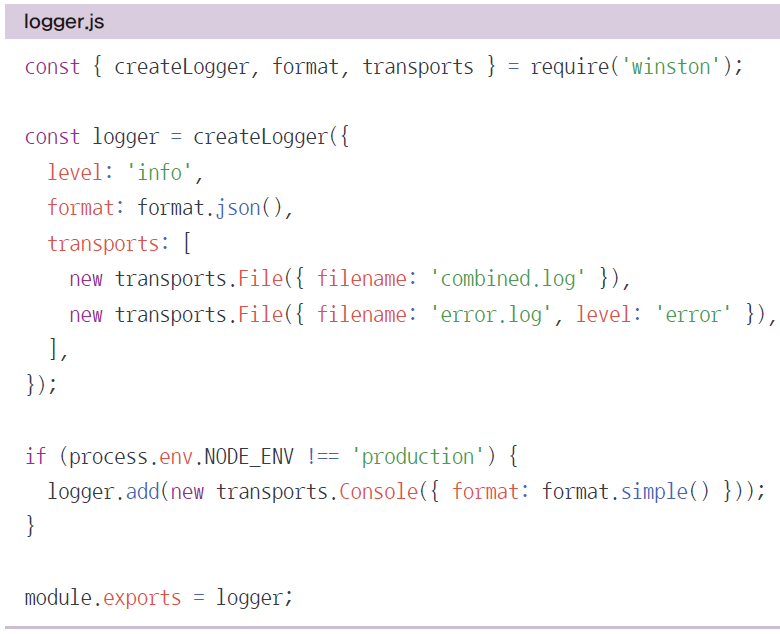 logger.js
const { createLogger, format, transports } = require('winston');
const logger = createLogger({
level: 'info',
format: format.json(),
transports: [
new transports.File({ filename: 'combined.log' }),
new transports.File({ filename: 'error.log', level: 'error' }),
],
});
if (process.env.NODE_ENV !== 'production') {
logger.add(new transports.Console({ format: format.simple() }));
}
module.exports = logger;